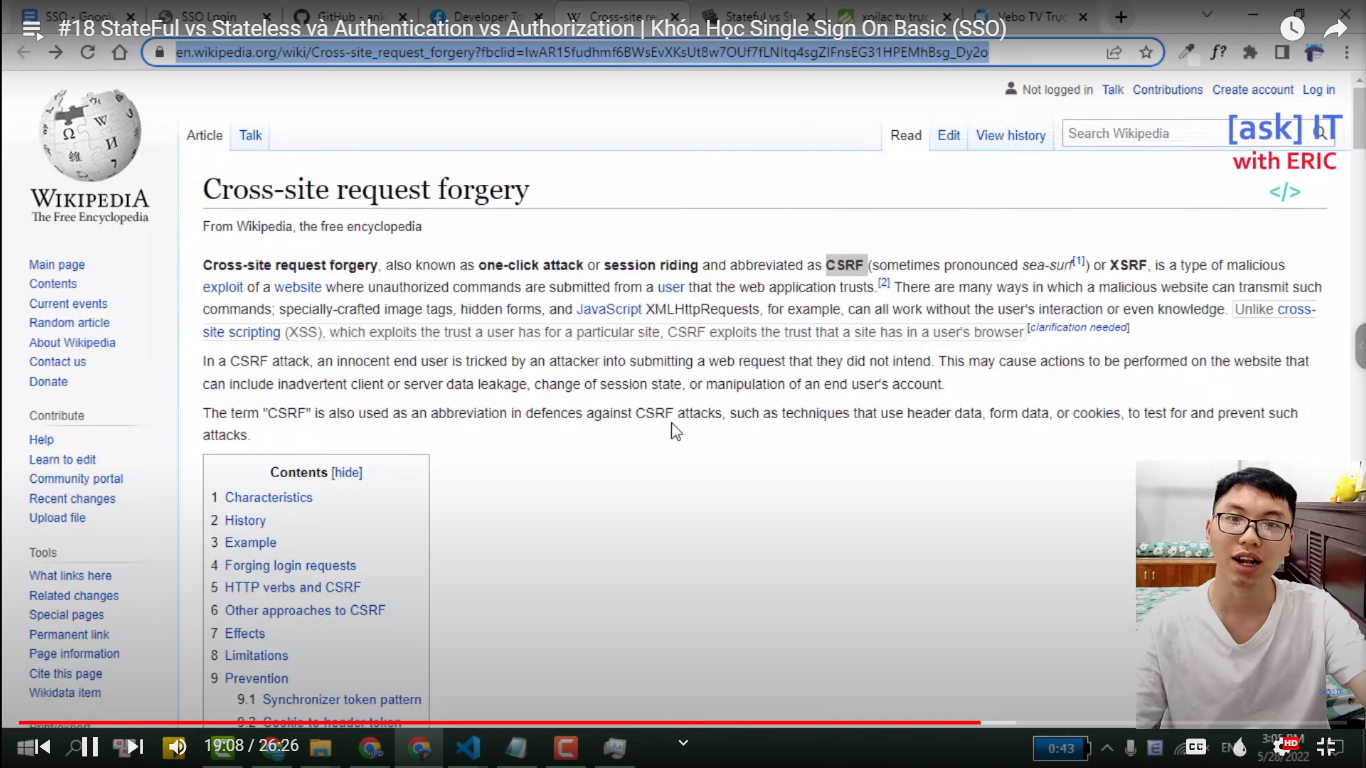 SSO - Google
SSO Login
GitHub - ank
Developer To
Cross-site re
Stateful vs St
xoilac tv trực
Vebo TV Trực
#18 StateFul vs Stateless và Authentication vs Authorization | Khóa Học Single Sign On Basic (SSO)
en.wikipedia.org/wiki/Cross-site_request_forgery?fbclid=IwAR15fudhmf6BWsEvXKsUt8w7OUf7fLNItq4sgZIFnsEG31HPEMhBsg_Dy2o
f?
Not logged in Talk Contributions Create account Log in
Article Talk Read Edit View history Search Wikipedia
[ask] IT
with ERIC
</>
WIKIPEDIA
The Free Encyclopedia
Main page
Contents
Current events
Random article
About Wikipedia
Contact us
Donate
Contribute
Help
Learn to edit
Community portal
Recent changes
Upload file
Tools
What links here
Related changes
Special pages
Permanent link
Page information
Cite this page
Wikidata item
Print/export
Cross-site request forgery
From Wikipedia, the free encyclopedia
Cross-site request forgery, also known as one-click attack or session riding and abbreviated as CSRF (sometimes pronounced sea-surf[1]) or XSRF, is a type of malicious
exploit of a website where unauthorized commands are submitted from a user that the web application trusts.[2] There are many ways in which a malicious website can transmit such
commands; specially-crafted image tags, hidden forms, and JavaScript XMLHttpRequests, for example, can all work without the user's interaction or even knowledge. Unlike cross-
site scripting (XSS), which exploits the trust a user has for a particular site, CSRF exploits the trust that a site has in a user's browser.[clarification needed]
In a CSRF attack, an innocent end user is tricked by an attacker into submitting a web request that they did not intend. This may cause actions to be performed on the website that
can include inadvertent client or server data leakage, change of session state, or manipulation of an end user's account.
The term "CSRF" is also used as an abbreviation in defences against CSRF attacks, such as techniques that use header data, form data, or cookies, to test for and prevent such
attacks.
Contents [hide]
1 Characteristics
2 History
3 Example
4 Forging login requests
5 HTTP verbs and CSRF
6 Other approaches to CSRF
7 Effects
8 Limitations
9 Prevention
9.1 Synchronizer token pattern
9.2 Cookie-to-header token
19:08 / 26:26
0:43
CC
HD
3:05 PM
5/28/2022